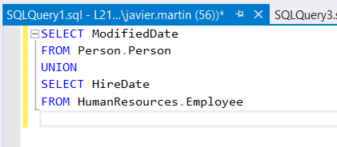 SQLQuery1.sql - L21...\javier.martin (56))* SQLQuery3.s
SELECT ModifiedDate
FROM Person.Person
UNION
SELECT HireDate
FROM HumanResources.Employee